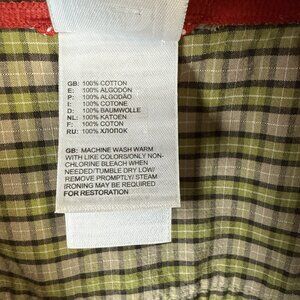 GB: 100% COTTON
E: 100% ALGODÓN
P: 100% ALGODÃO
I: 100% COTONE
D: 100% BAUMWOLLE
NL: 100% KATOEN
F: 100% COTON
RU: 100% ХЛОПОК
GB: MACHINE WASH WARM
WITH LIKE COLORS/ONLY NON-
CHLORINE BLEACH WHEN
NEEDED/TUMBLE DRY LOW/
REMOVE PROMPTLY/ STEAM
IRONING MAY BE REQUIRED
FOR RESTORATION